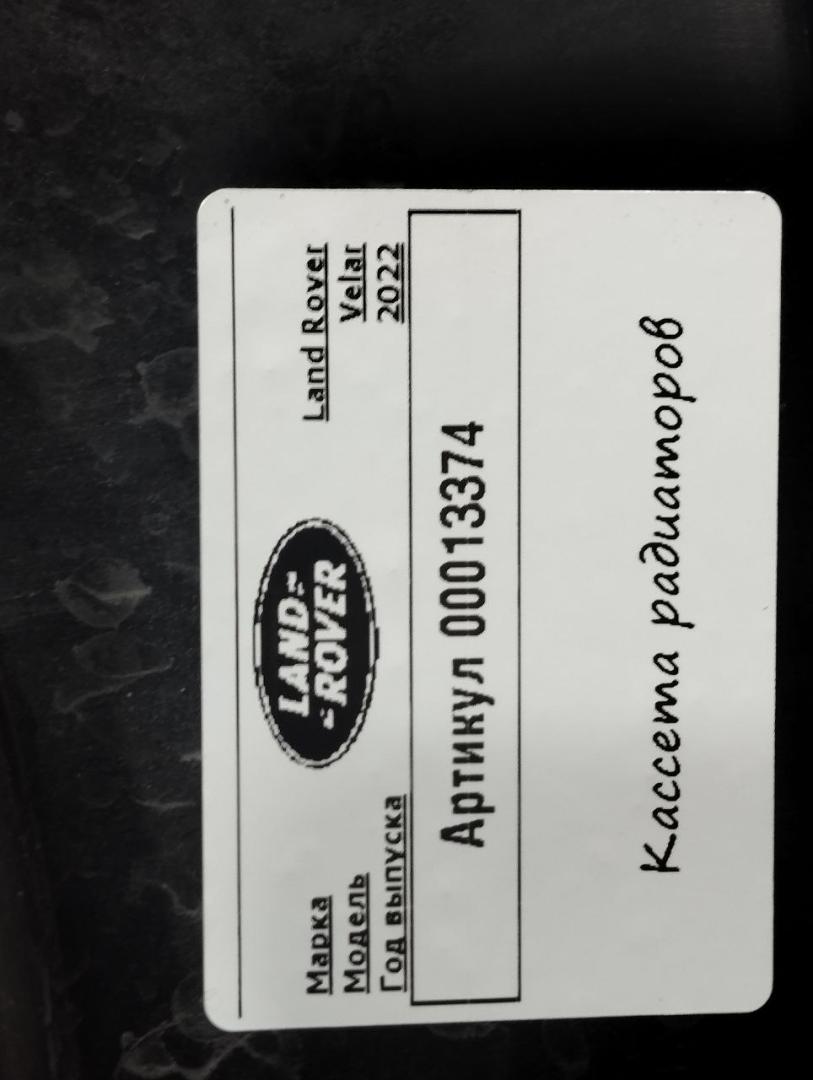 Марка Land Rover
Модель Velar
Год выпуска 2022
LAND
ROVER
Артикул 00013374
Кассета радиаторов